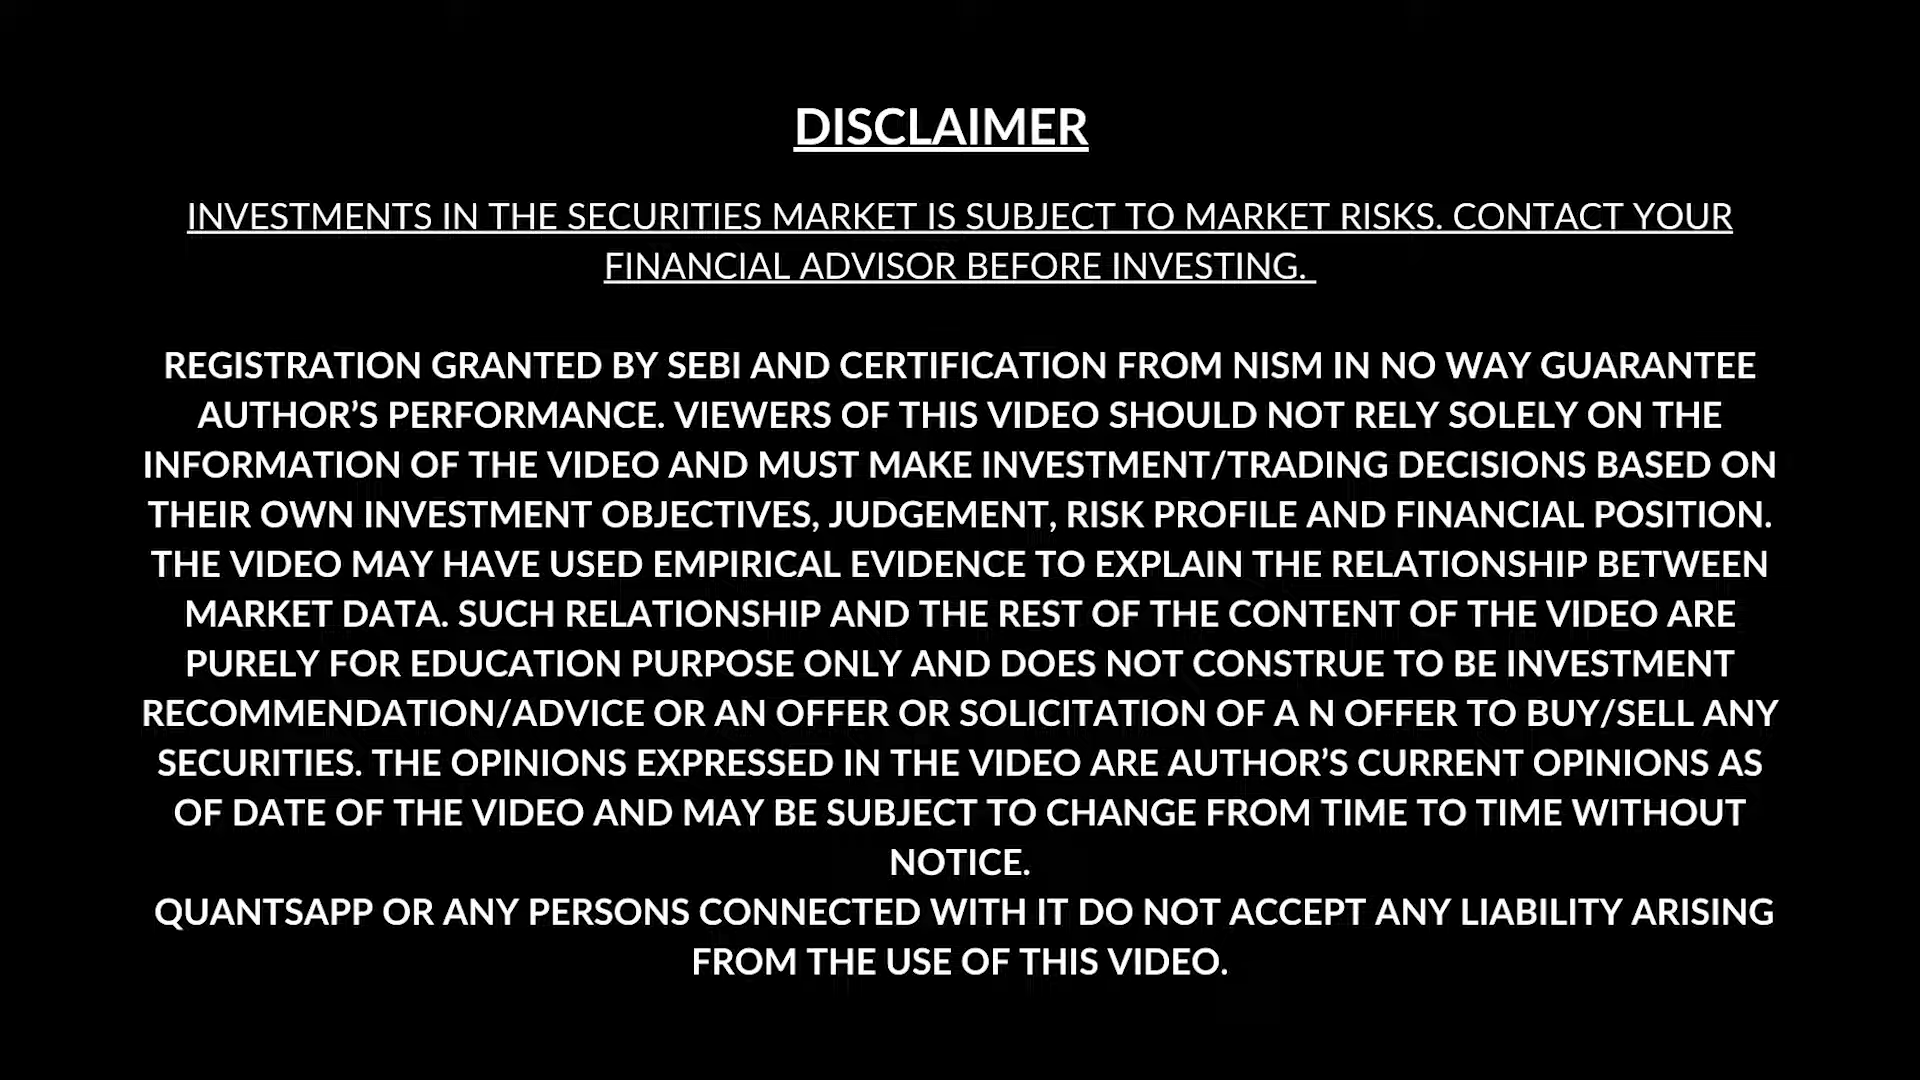 DISCLAIMER
INVESTMENTS IN THE SECURITIES MARKET IS SUBJECT TO MARKET RISKS. CONTACT YOUR
FINANCIAL ADVISOR BEFORE INVESTING.
REGISTRATION GRANTED BY SEBI AND CERTIFICATION FROM NISM IN NO WAY GUARANTEE
AUTHOR’S PERFORMANCE. VIEWERS OF THIS VIDEO SHOULD NOT RELY SOLELY ON THE
INFORMATION OF THE VIDEO AND MUST MAKE INVESTMENT/TRADING DECISIONS BASED ON
THEIR OWN INVESTMENT OBJECTIVES, JUDGEMENT, RISK PROFILE AND FINANCIAL POSITION.
THE VIDEO MAY HAVE USED EMPIRICAL EVIDENCE TO EXPLAIN THE RELATIONSHIP BETWEEN
MARKET DATA. SUCH RELATIONSHIP AND THE REST OF THE CONTENT OF THE VIDEO ARE
PURELY FOR EDUCATION PURPOSE ONLY AND DOES NOT CONSTRUE TO BE INVESTMENT
RECOMMENDATION/ADVICE OR AN OFFER OR SOLICITATION OF A N OFFER TO BUY/SELL ANY
SECURITIES. THE OPINIONS EXPRESSED IN THE VIDEO ARE AUTHOR’S CURRENT OPINIONS AS
OF DATE OF THE VIDEO AND MAY BE SUBJECT TO CHANGE FROM TIME TO TIME WITHOUT
NOTICE.
QUANTSAPP OR ANY PERSONS CONNECTED WITH IT DO NOT ACCEPT ANY LIABILITY ARISING
FROM THE USE OF THIS VIDEO.